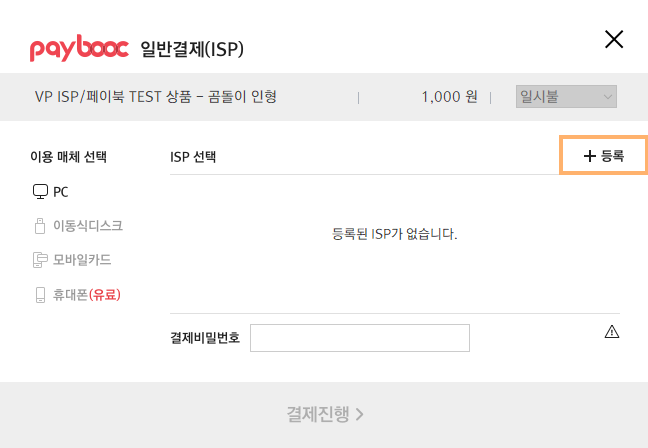 paybooc 일반결제(ISP)
VP ISP/페이북 TEST 상품 - 곰돌이 인형 1,000 원 일시불
이용 매체 선택
ISP 선택
+ 등록
PC
이동식디스크
모바일카드
휴대폰(유료)
등록된 ISP가 없습니다.
결제비밀번호
결제진행 >